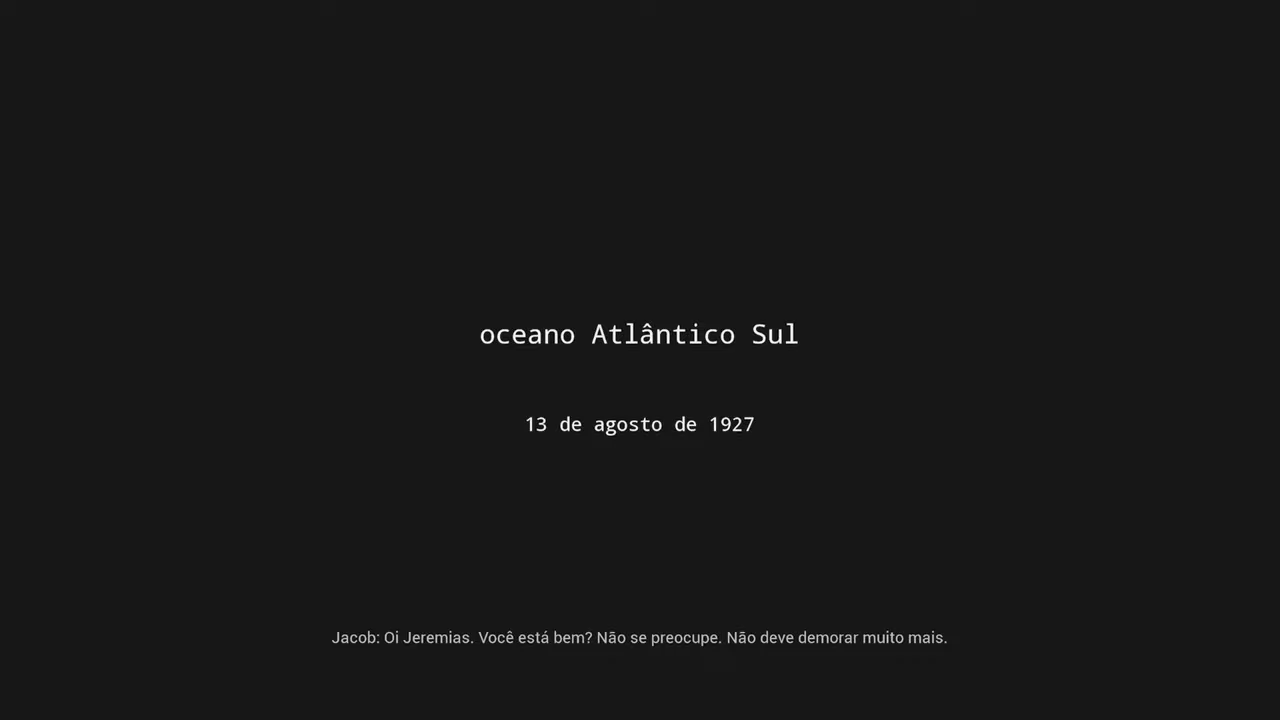 oceano Atlântico Sul
13 de agosto de 1927
Jacob: Oi Jeremias. Você está bem? Não se preocupe. Não deve demorar muito mais.